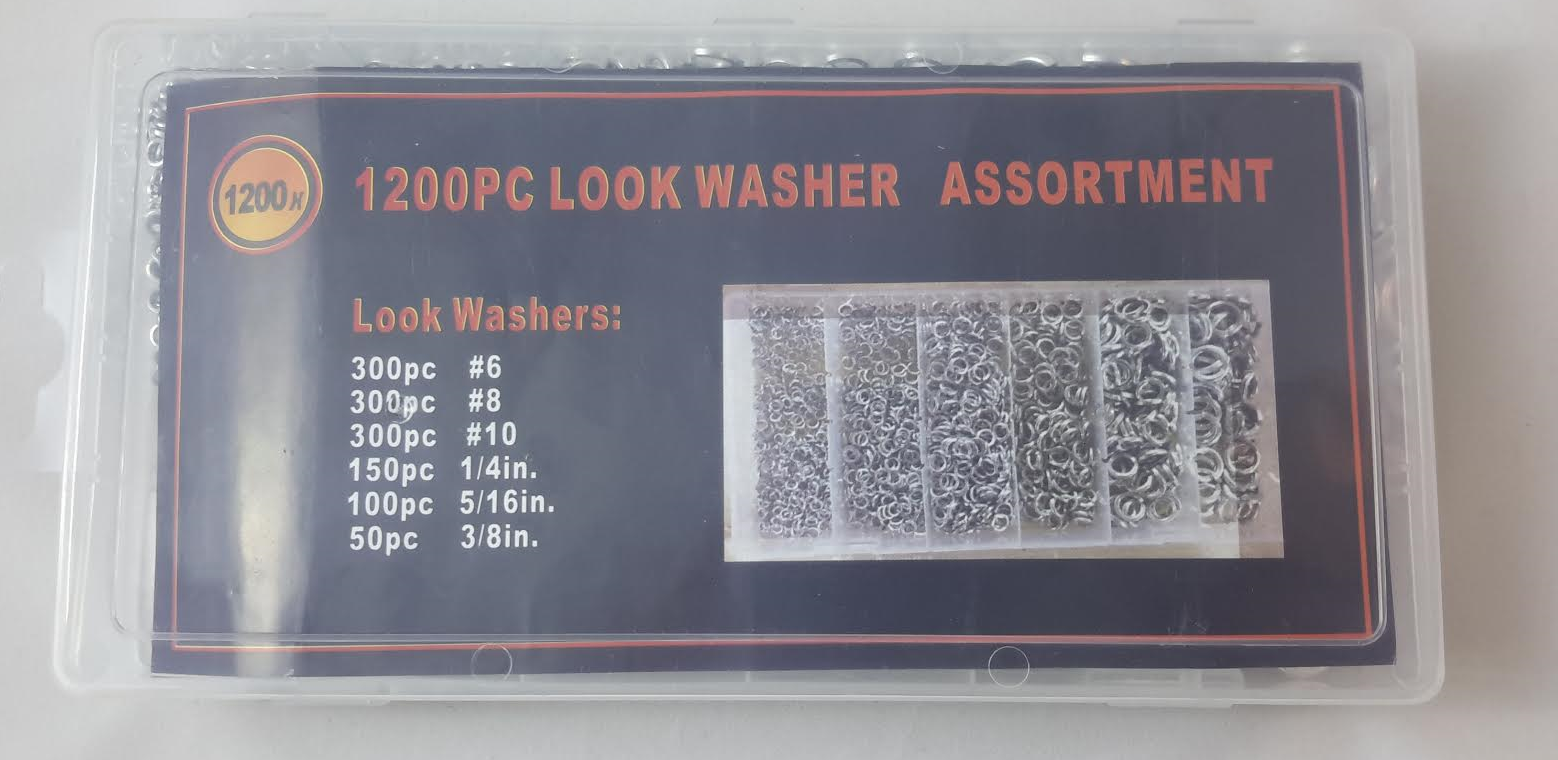 1200PC LOOK WASHER ASSORTMENT
1200
Look Washers:
300pc #6
300pc #8
300pc #10
150pc 1/4in.
100pc 5/16in.
50pc 3/8in.